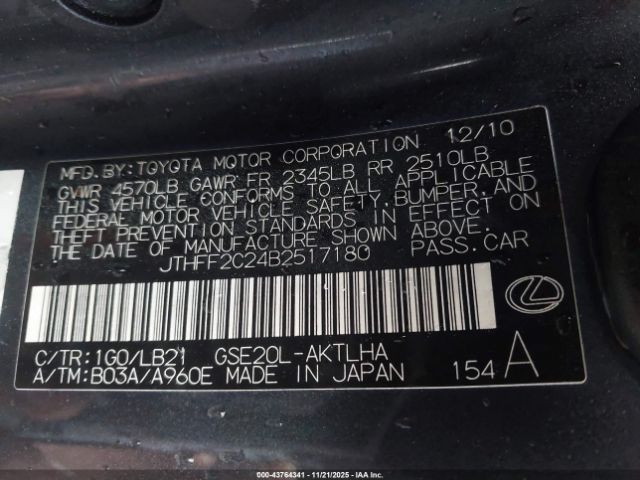 MFD.BY:TOYOTA MOTOR CORPORATION 12/10
GVWR 4570LB GAWR FR 2345LB RR 2510LB
THIS VEHICLE CONFORMS TO ALL APPLICABLE
FEDERAL MOTOR VEHICLE SAFETY,BUMPER,AND
THEFT PREVENTION STANDARDS IN EFFECT ON
THE DATE OF MANUFACTURE SHOWN ABOVE.
JTHFF2C24B2517180 PASS.CAR
C/TR:1G0/LB21 GSE20L-AKTLHA
A/TM:B03A/A960E MADE IN JAPAN 154 A
000-43764341 - 11/21/2025 - IAA Inc.